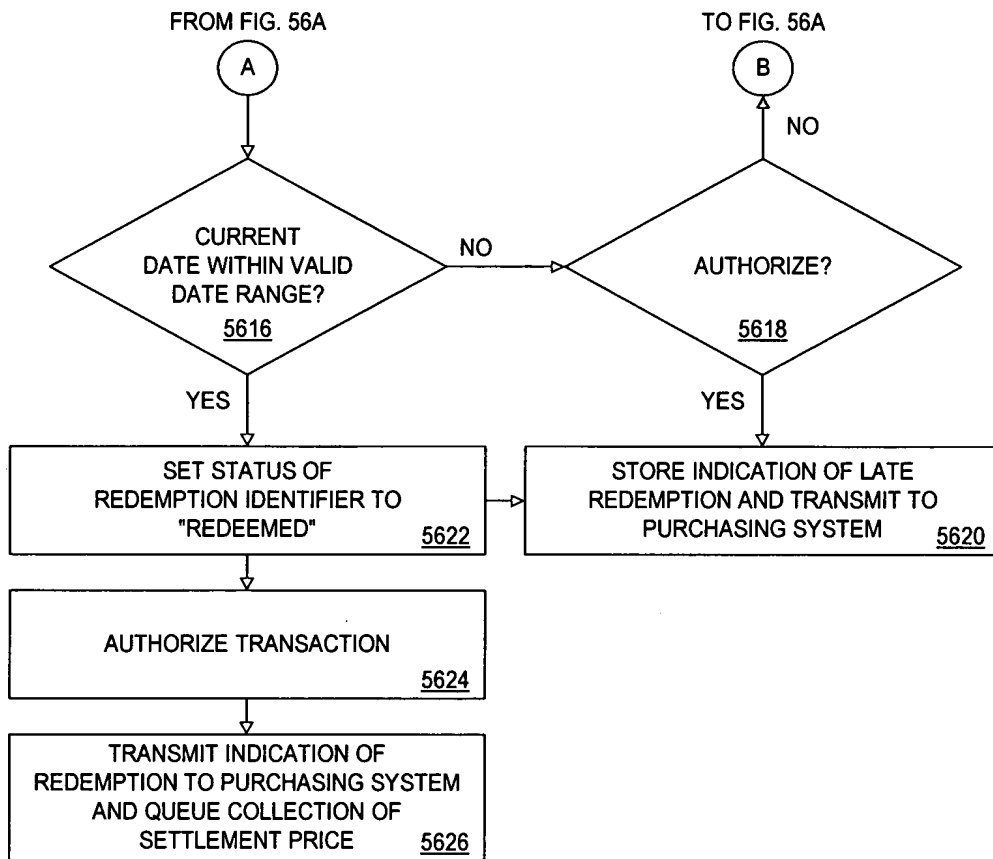 FROM FIG. 56A
TO FIG. 56A
A
B
NO
CURRENT
DATE WITHIN VALID
DATE RANGE?
5616
NO
AUTHORIZE?
5618
YES
YES
SET STATUS OF
REDEMPTION IDENTIFIER TO
"REDEEMED"
5622
STORE INDICATION OF LATE
REDEMPTION AND TRANSMIT TO
PURCHASING SYSTEM
5620
AUTHORIZE TRANSACTION
5624
TRANSMIT INDICATION OF
REDEMPTION TO PURCHASING SYSTEM
AND QUEUE COLLECTION OF
SETTLEMENT PRICE
5626